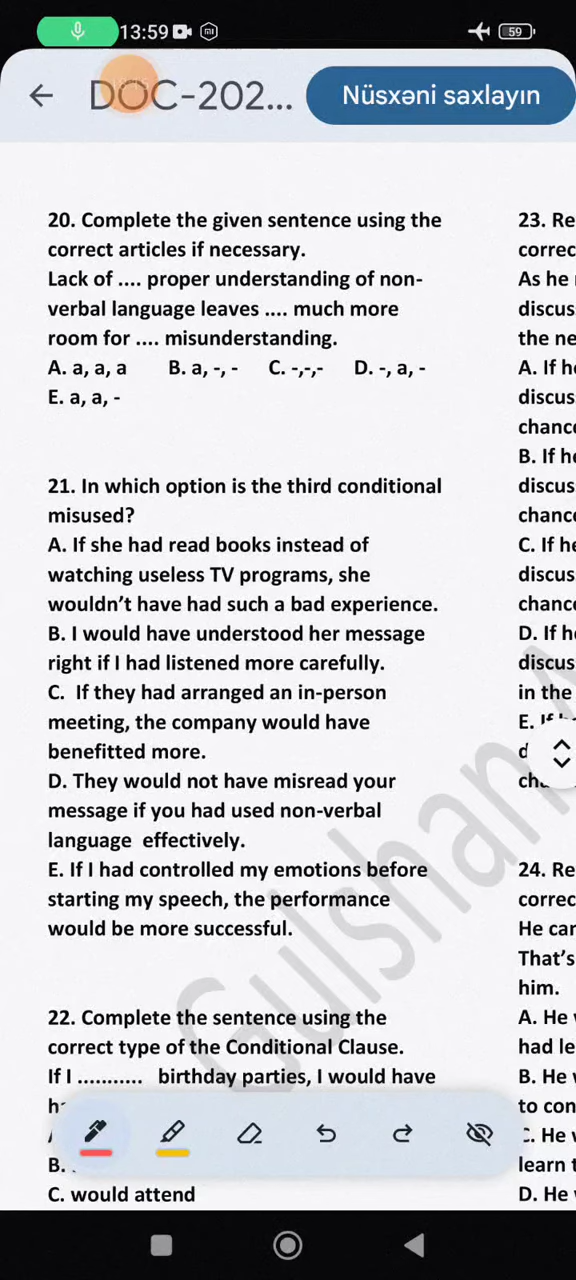 13:59
59
DOC-202...
Nüsxəni saxlayın
20. Complete the given sentence using the
correct articles if necessary.
Lack of .... proper understanding of non-
verbal language leaves .... much more
room for .... misunderstanding.
A. a, a, a B. a, -, - C. -,-,- D. -, a, -
E. a, a, -
21. In which option is the third conditional
misused?
A. If she had read books instead of
watching useless TV programs, she
wouldn't have had such a bad experience.
B. I would have understood her message
right if I had listened more carefully.
C. If they had arranged an in-person
meeting, the company would have
benefitted more.
D. They would not have misread your
message if you had used non-verbal
language effectively.
E. If I had controlled my emotions before
starting my speech, the performance
would be more successful.
22. Complete the sentence using the
correct type of the Conditional Clause.
If I ........... birthday parties, I would have
B.
C. would attend
23. Re
correc
As he
discus
the ne
A. If he
discus
chance
B. If he
discus
chance
C. If he
discus
chance
D. If h
discus
in the
E. If
d
24. Re
correc
He can
That's
him.
A. He
had le
B. He
to con
C. He
learn t
D. He
Gulshan